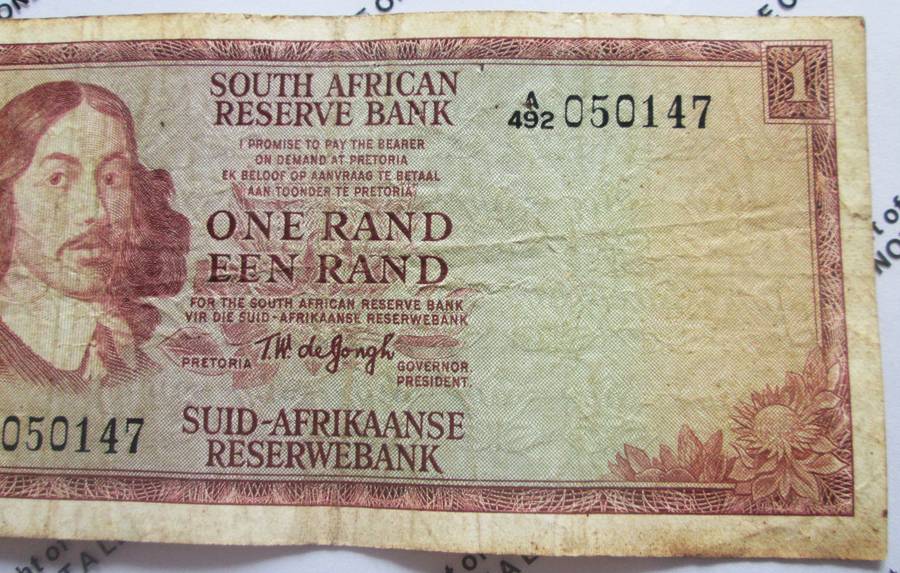 SOUTH AFRICAN
RESERVE BANK
1
A
492 050147
I PROMISE TO PAY THE BEARER
ON DEMAND AT PRETORIA
EK BELOOF OP AANVRAAG TE BETAAL
AAN TOONDER TE PRETORIA
ONE RAND
EEN RAND
FOR THE SOUTH AFRICAN RESERVE BANK
VIR DIE SUID-AFRIKAANSE RESERWEBANK
PRETORIA T.W. de Jongh GOVERNOR.
PRESIDENT.
050147
SUID-AFRIKAANSE
RESERWEBANK